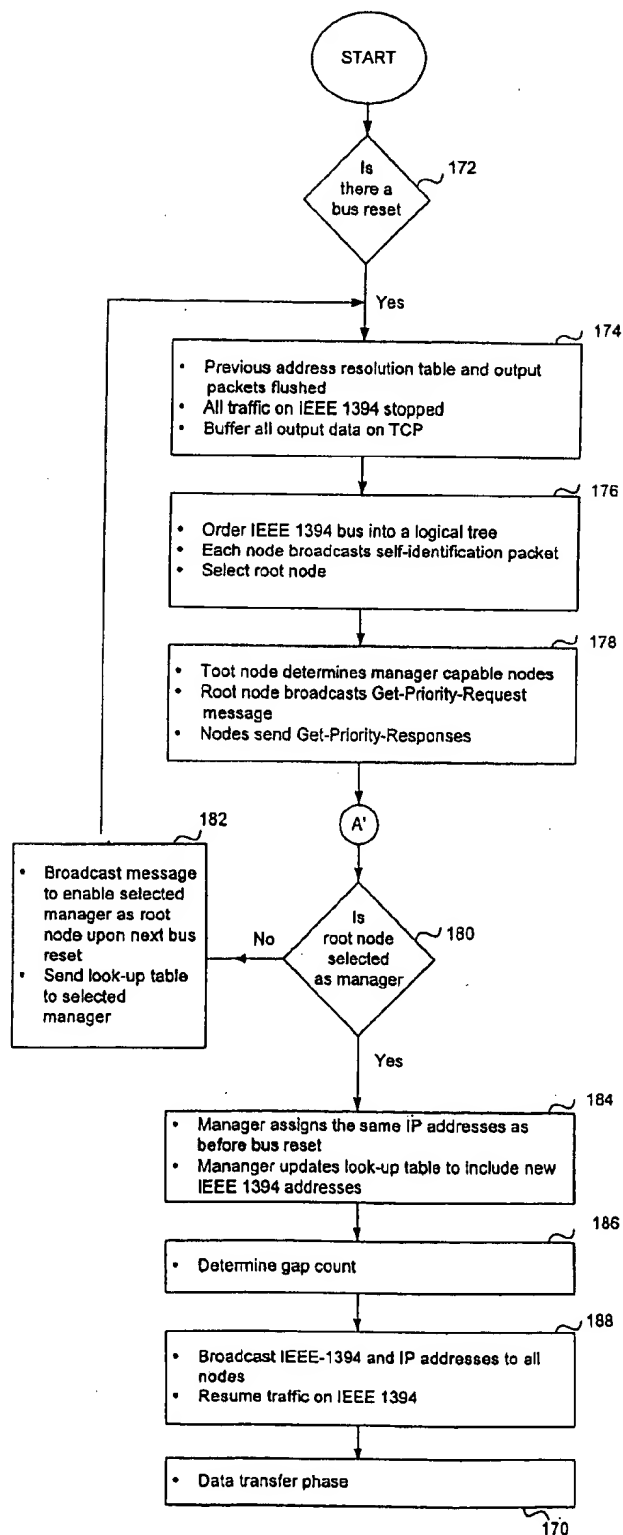 START
Is
there a
bus reset
172
Yes
174
• Previous address resolution table and output
packets flushed
• All traffic on IEEE 1394 stopped
• Buffer all output data on TCP
176
• Order IEEE 1394 bus into a logical tree
• Each node broadcasts self-identification packet
• Select root node
178
• Toot node determines manager capable nodes
• Root node broadcasts Get-Priority-Request
message
• Nodes send Get-Priority-Responses
A'
182
• Broadcast message
to enable selected
manager as root
node upon next bus
reset
• Send look-up table
to selected
manager
No
Is
root node
selected
as manager
180
Yes
184
• Manager assigns the same IP addresses as
before bus reset
• Mananger updates look-up table to include new
IEEE 1394 addresses
186
• Determine gap count
188
• Broadcast IEEE-1394 and IP addresses to all
nodes
• Resume traffic on IEEE 1394
• Data transfer phase
170